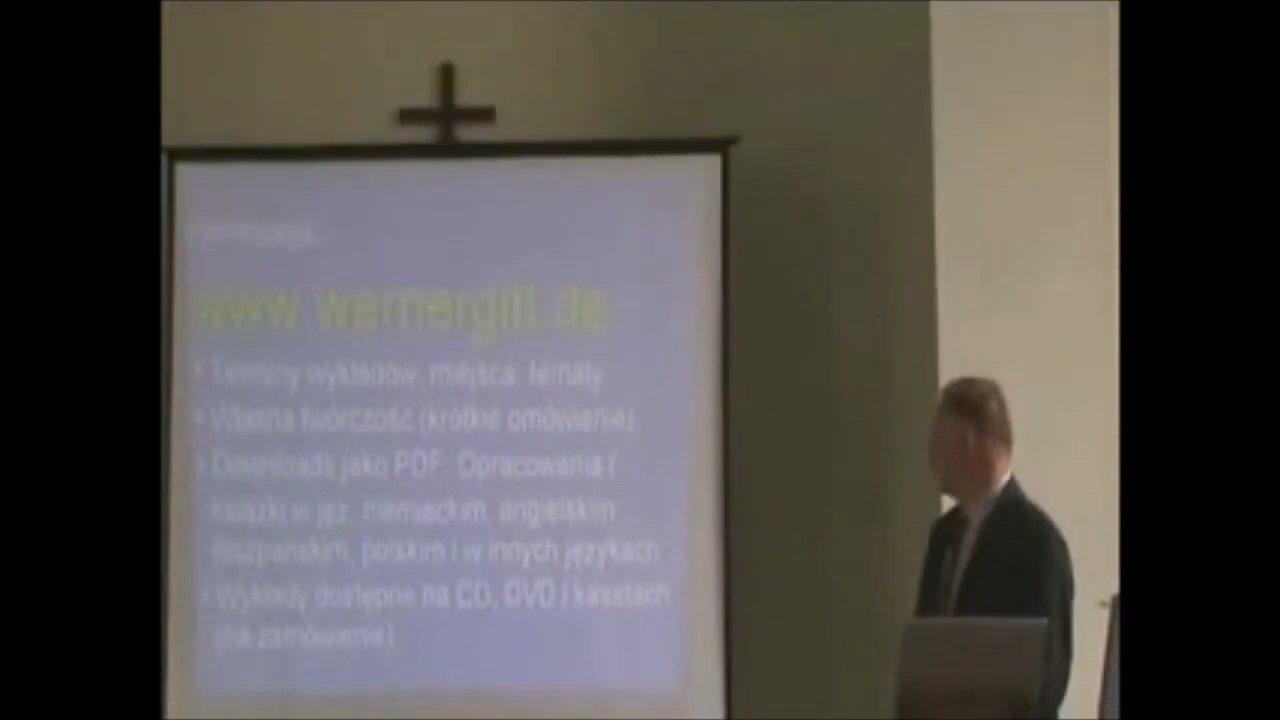 www.wernergitt.de
• Terminy wykładów, miejsca, tematy
• Własna twórczość (krótkie omówienie)
• Downloads jako PDF: Opracowania i
książki w jęz. niemieckim, angielskim
hiszpańskim, polskim i w innych językach
• Wykłady dostępne na CD, DVD i kasetach
(na zamówienie)